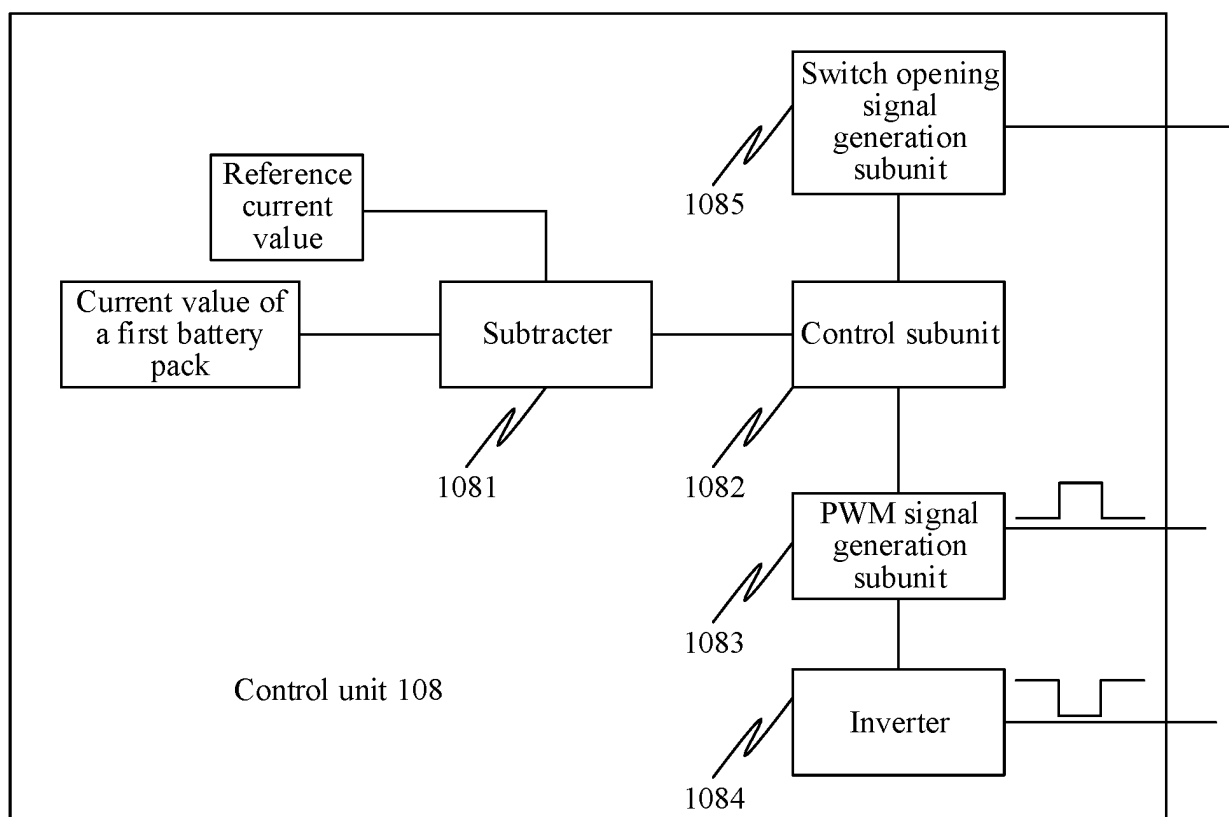 Switch opening
signal
generation
subunit
1085
Reference
current
value
Current value of
a first battery
pack
Subtracter
Control subunit
1081
1082
PWM signal
generation
subunit
1083
Control unit 108
Inverter
1084